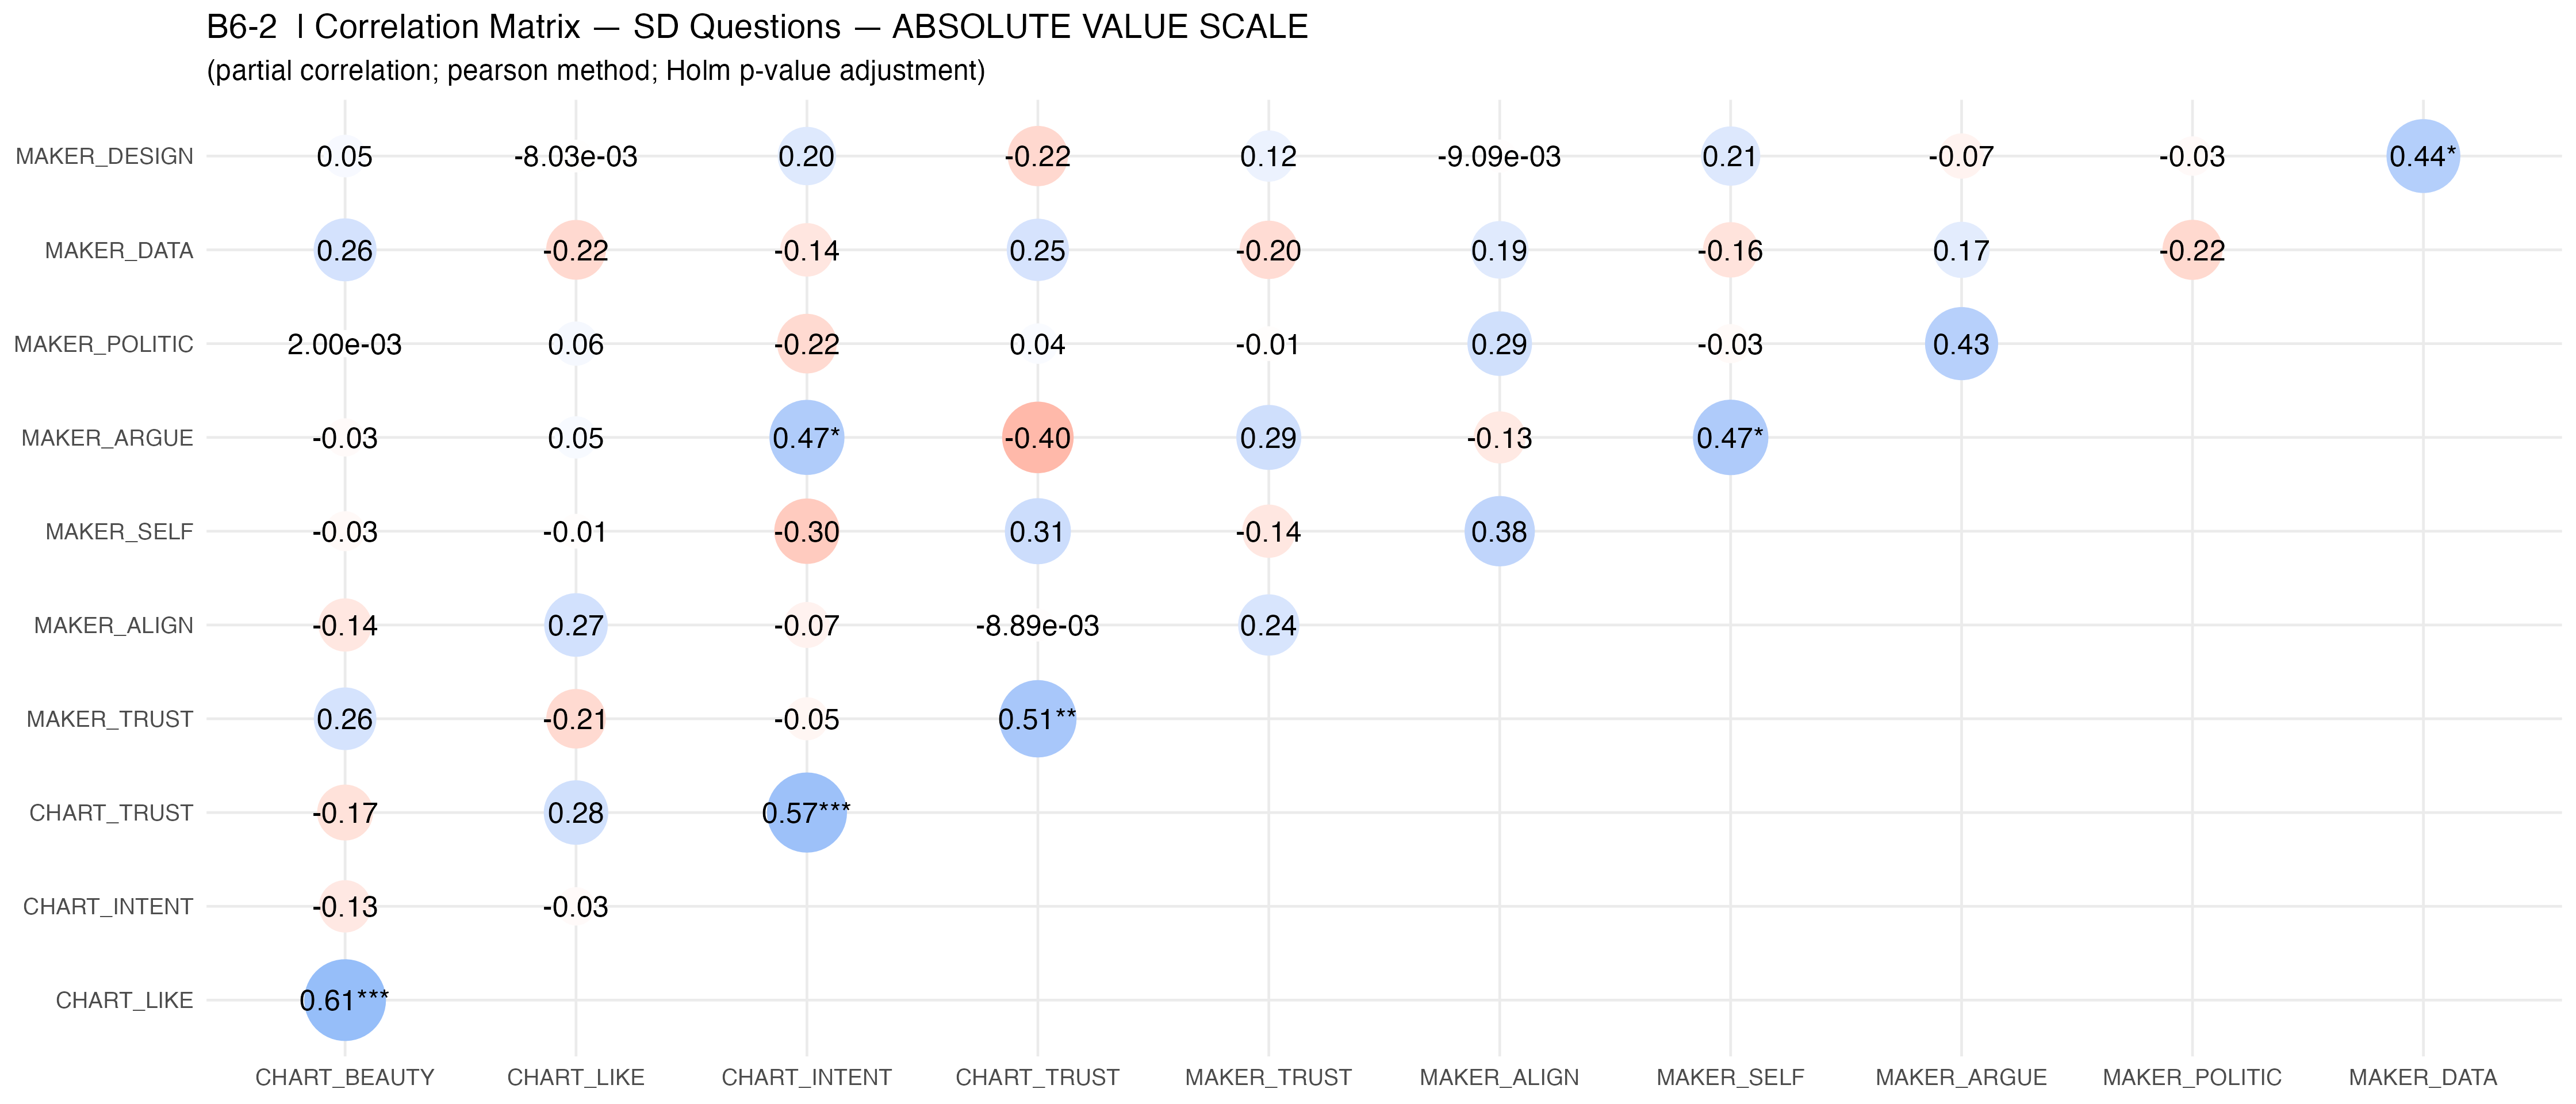 B6-2 | Correlation Matrix — SD Questions — ABSOLUTE VALUE SCALE
(partial correlation; pearson method; Holm p-value adjustment)
MAKER_DESIGN 0.05 -8.03e-03 0.20 -0.22 0.12 -9.09e-03 0.21 -0.07 -0.03 0.44*
MAKER_DATA 0.26 -0.22 -0.14 0.25 -0.20 0.19 -0.16 0.17 -0.22
MAKER_POLITIC 2.00e-03 0.06 -0.22 0.04 -0.01 0.29 -0.03 0.43
MAKER_ARGUE -0.03 0.05 0.47* -0.40 0.29 -0.13 0.47*
MAKER_SELF -0.03 -0.01 -0.30 0.31 -0.14 0.38
MAKER_ALIGN -0.14 0.27 -0.07 -8.89e-03 0.24
MAKER_TRUST 0.26 -0.21 -0.05 0.51**
CHART_TRUST -0.17 0.28 0.57***
CHART_INTENT -0.13 -0.03
CHART_LIKE 0.61***
CHART_BEAUTY CHART_LIKE CHART_INTENT CHART_TRUST MAKER_TRUST MAKER_ALIGN MAKER_SELF MAKER_ARGUE MAKER_POLITIC MAKER_DATA